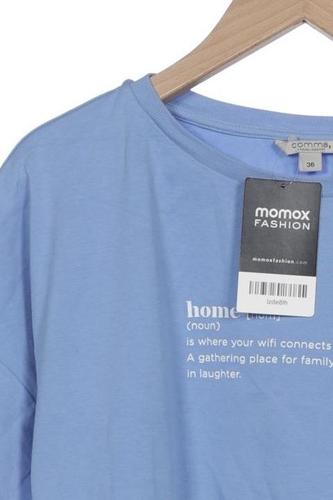 comma,
36
momox
FASHION
momoxfashion.com
home
(noun)
is where your wifi connects
A gathering place for family
in laughter.